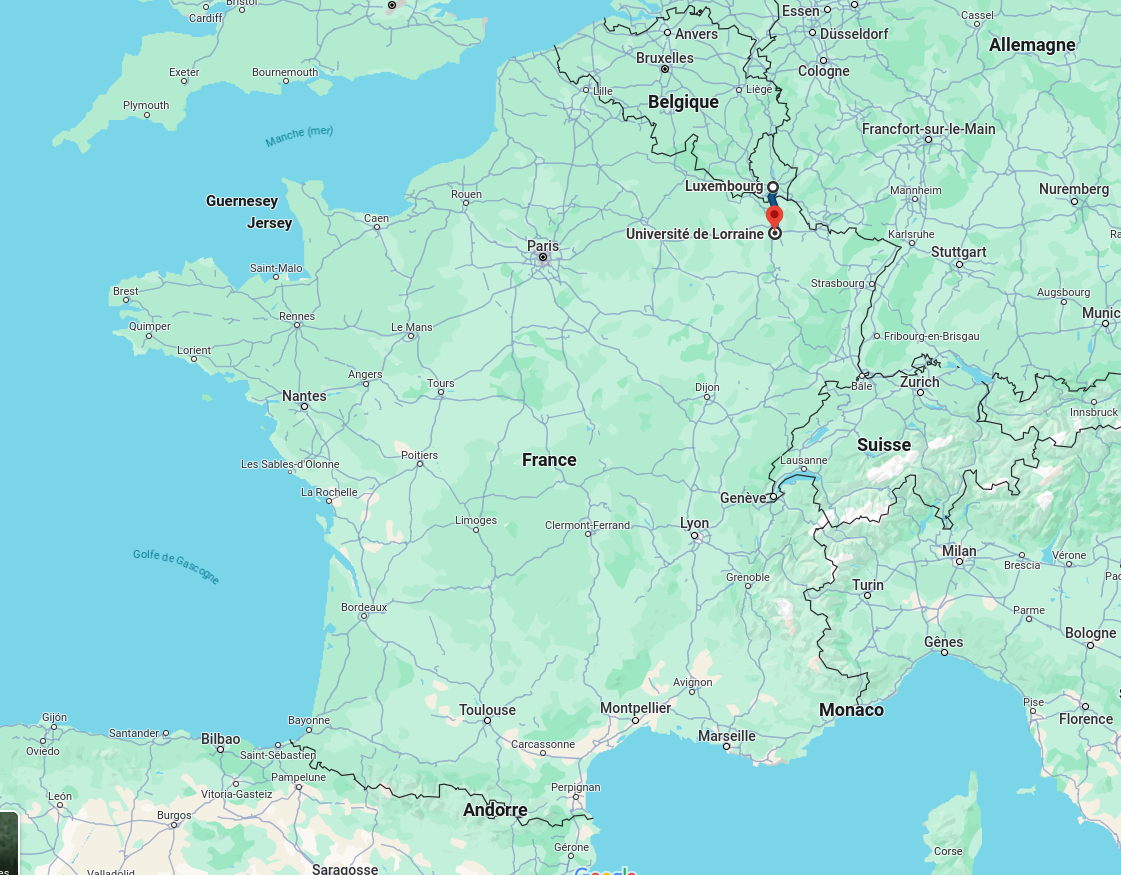 Bristol
Cardiff
Essen
Cassel
Anvers
Düsseldorf
Allemagne
Bruxelles
Cologne
Exeter
Bournemouth
Lille
Liège
Belgique
Plymouth
Manche (mer)
Francfort-sur-le-Main
Luxembourg
Mannheim
Nuremberg
Rouen
Guernesey
Caen
Jersey
Université de Lorraine
Karlsruhe
Ra
Paris
Stuttgart
Saint-Malo
Strasbourg
Brest
Augsbourg
Rennes
Munic
Quimper
Le Mans
Fribourg-en-Brisgau
Lorient
Angers
Tours
Dijon
Bâle
Zurich
Nantes
Innsbruck
Suisse
Poitiers
France
Lausanne
Les Sables-d'Olonne
La Rochelle
Genève
Limoges
Clermont-Ferrand
Lyon
Golfe de Gascogne
Milan
Vérone
Brescia
Grenoble
Turin
Pad
Bordeaux
Parme
Bologne
Gênes
Avignon
Pise
Toulouse
Montpellier
Monaco
Gijón
Bayonne
Florence
Santander
Bilbao
Marseille
Oviedo
Saint-Sébastien
Carcassonne
Pampelune
Perpignan
Vitoria-Gasteiz
León
Andorre
Burgos
Gérone
Corse
Saragosse
Valladolid
Google
es